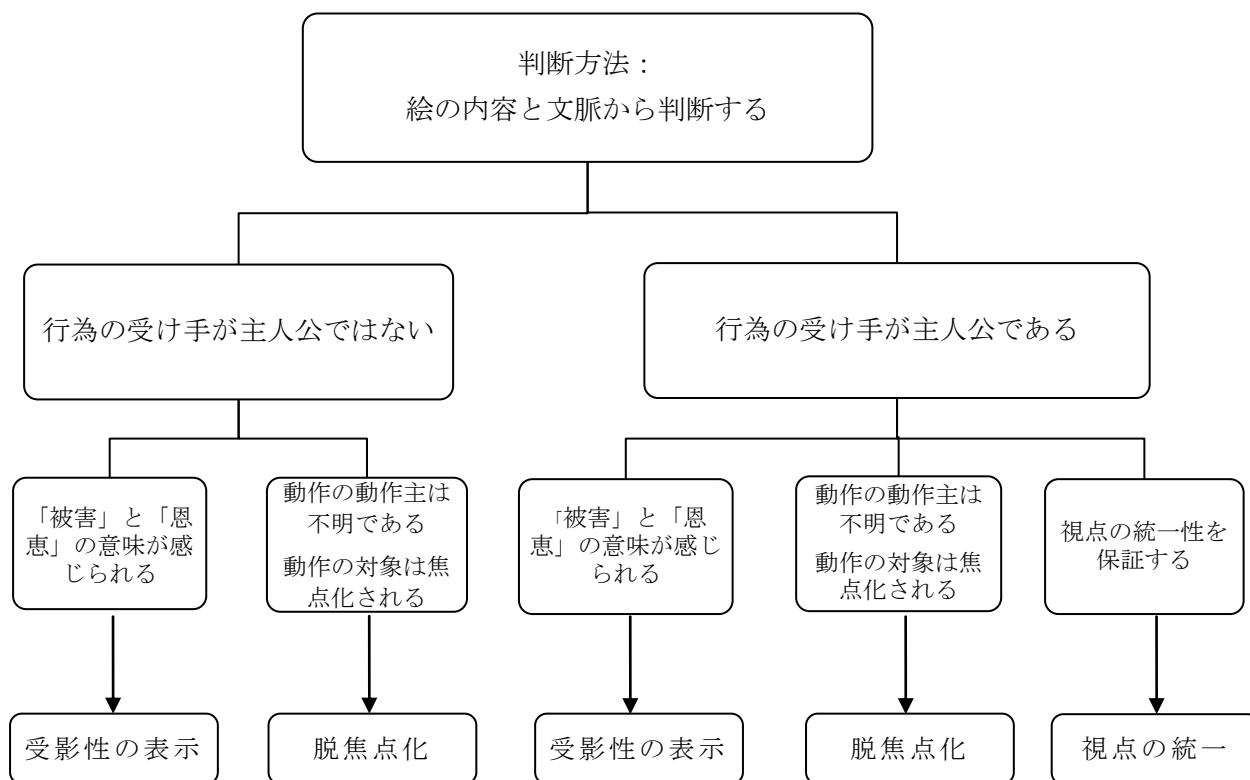 判断方法：
絵の内容と文脈から判断する
行為の受け手が主人公ではない
行為の受け手が主人公である
「被害」と「恩
恵」の意味が感
じられる
動作の動作主は
不明である
動作の対象は焦
点化される
「被害」と「恩
恵」の意味が感じ
られる
動作の動作主は
不明である
動作の対象は焦
点化される
視点の統一性を
保証する
受影性の表示
脱焦点化
受影性の表示
脱焦点化
視点の統一